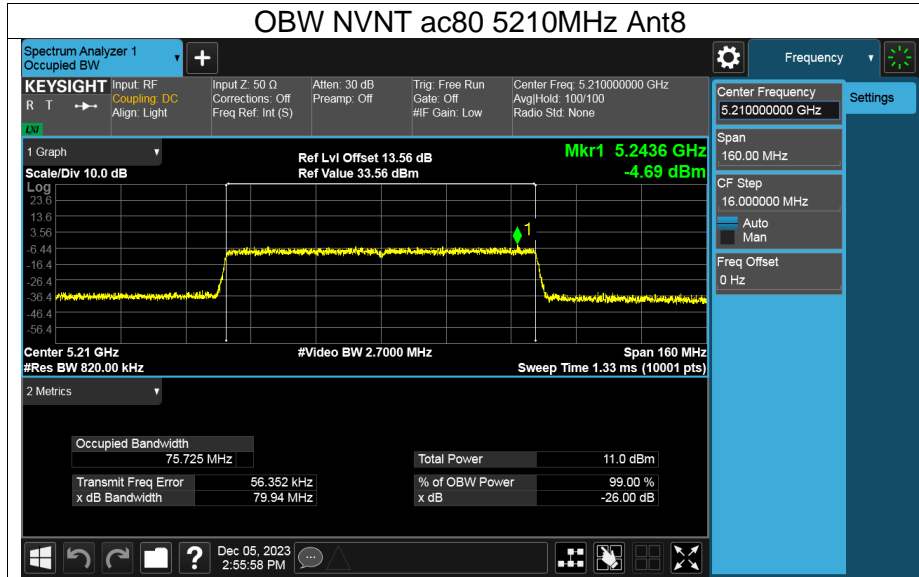 OBW NVNT ac80 5210MHz Ant8
Spectrum Analyzer 1
Occupied BW
+
Frequency
KEYSIGHT
R T
LXI
Input: RF
Coupling: DC
Align: Light
Input Z: 50 Ω
Corrections: Off
Freq Ref: Int (S)
Atten: 30 dB
Preamp: Off
Trig: Free Run
Gate: Off
#IF Gain: Low
Center Freq: 5.210000000 GHz
Avg|Hold: 100/100
Radio Std: None
Center Frequency
5.210000000 GHz
Settings
Span
160.00 MHz
CF Step
16.000000 MHz
Auto
Man
Freq Offset
0 Hz
1 Graph
Scale/Div 10.0 dB
Ref Lvl Offset 13.56 dB
Ref Value 33.56 dBm
Mkr1 5.2436 GHz
-4.69 dBm
Log
23.6
13.6
3.56
-6.44
-16.4
-26.4
-36.4
-46.4
-56.4
1
Center 5.21 GHz
#Video BW 2.7000 MHz
Span 160 MHz
#Res BW 820.00 kHz
Sweep Time 1.33 ms (10001 pts)
2 Metrics
Occupied Bandwidth
75.725 MHz
Total Power 11.0 dBm
Transmit Freq Error 56.352 kHz
% of OBW Power 99.00 %
x dB Bandwidth 79.94 MHz
x dB -26.00 dB
?
Dec 05, 2023
2:55:58 PM